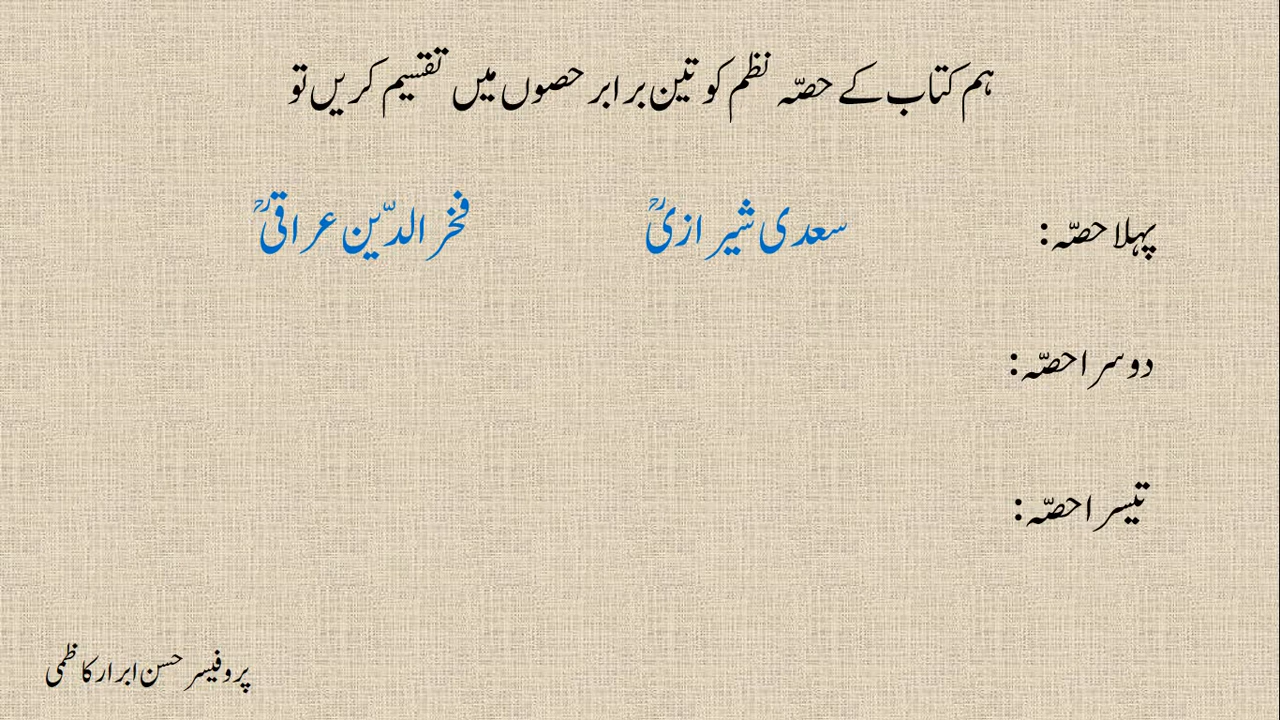 ہم کتاب کے حصّہ نظم کو تین برابر حصوں میں تقسیم کریں تو
پہلا حصّہ: سعدی شیرازیؒ فخر الدّین عراقیؒ
دوسرا حصّہ:
تیسرا حصّہ:
پروفیسر حسن ابرار کاظمی